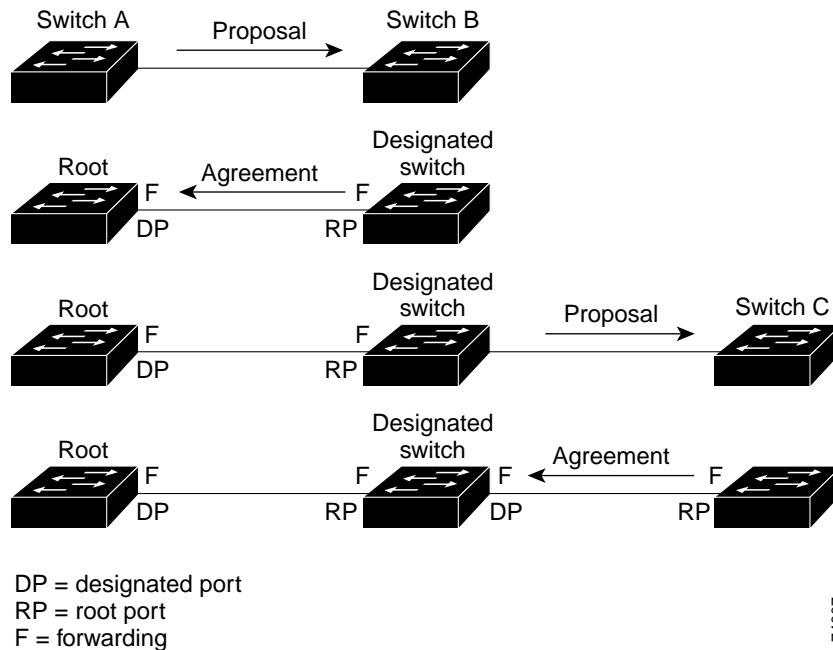 Switch A
Proposal
Switch B
Root
F
Agreement
F
Designated
switch
DP
RP
Root
F
F
Designated
switch
Proposal
Switch C
DP
RP
Root
F
F
Designated
switch
F
Agreement
F
DP
RP
DP
RP
DP = designated port
RP = root port
F = forwarding